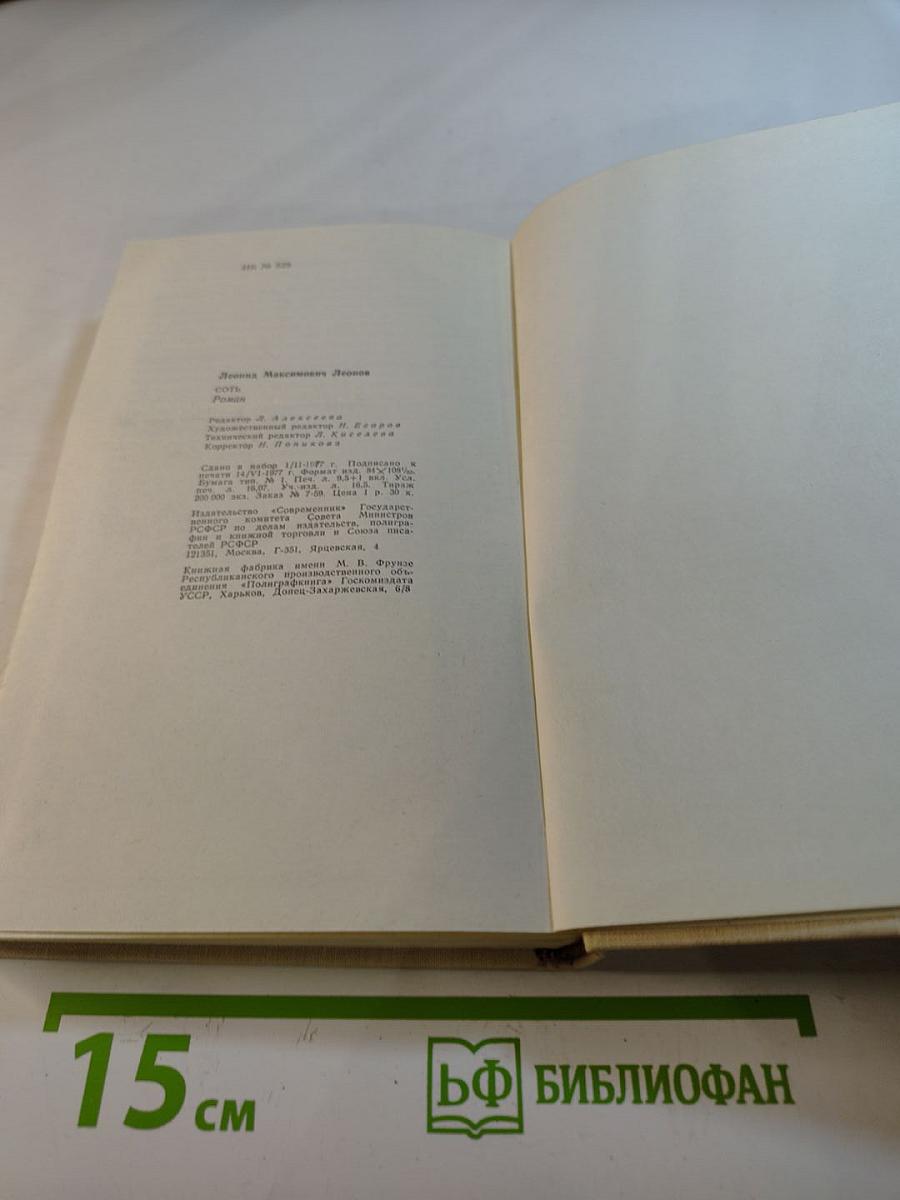 Леонид Максимович Леонов
СОТЬ
Роман
Редактор Л. Алексеева
Художественный редактор Н. Егоров
Технический редактор Л. Киселева
Корректор Н. Попикова
Сдано в набор 1/II-1977 г. Подписано к
печати 14/VI-1977 г. Формат изд. 84×108¹/₃₂.
Бумага тип. № 1. Печ. л. 9,5+1 вкл. Усл.
печ. л. 16,07. Уч.-изд. л. 16,5. Тираж
200 000 экз. Заказ № 7-59. Цена 1 р. 30 к.
Издательство «Современник» Государст-
венного комитета Совета Министров
РСФСР по делам издательств, полигра-
фии и книжной торговли и Союза писа-
телей РСФСР
121351, Москва, Г-351, Ярцевская, 4
Книжная фабрика имени М. В. Фрунзе
Республиканского производственного объ-
единения «Полиграфкнига» Госкомиздата
УССР, Харьков, Донец-Захаржевская, 6/8
15 см
БФ БИБЛИОФАН